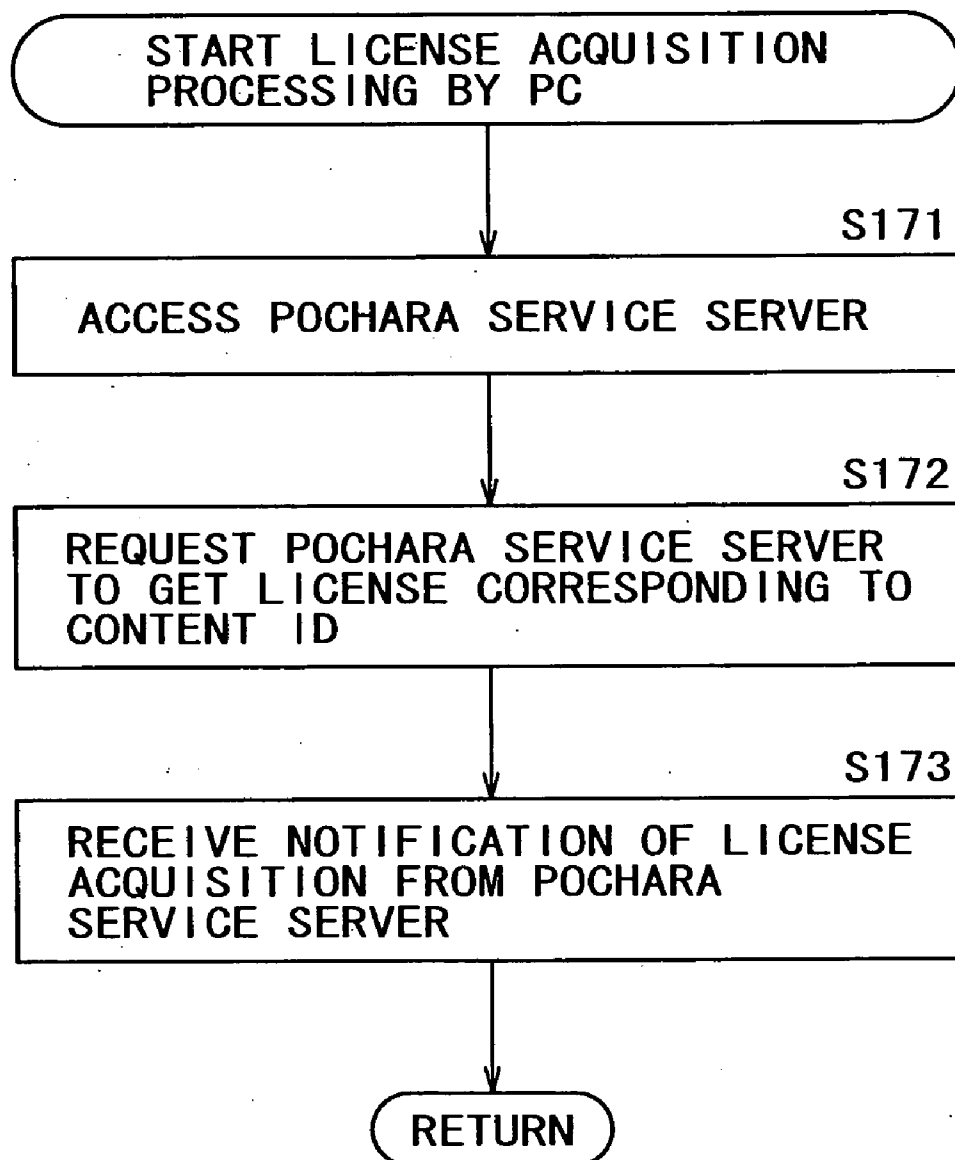 START LICENSE ACQUISITION
PROCESSING BY PC
S171
ACCESS POCHARA SERVICE SERVER
S172
REQUEST POCHARA SERVICE SERVER
TO GET LICENSE CORRESPONDING TO
CONTENT ID
S173
RECEIVE NOTIFICATION OF LICENSE
ACQUISITION FROM POCHARA
SERVICE SERVER
RETURN